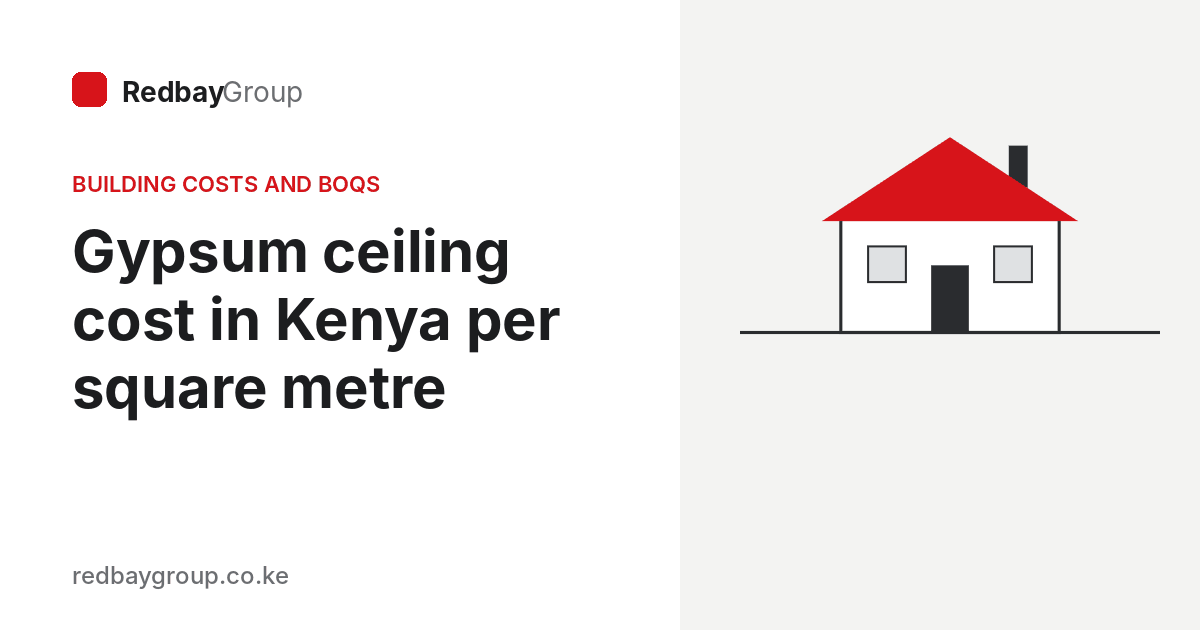 RedbayGroup
BUILDING COSTS AND BOQS
Gypsum ceiling
cost in Kenya per
square metre
redbaygroup.co.ke